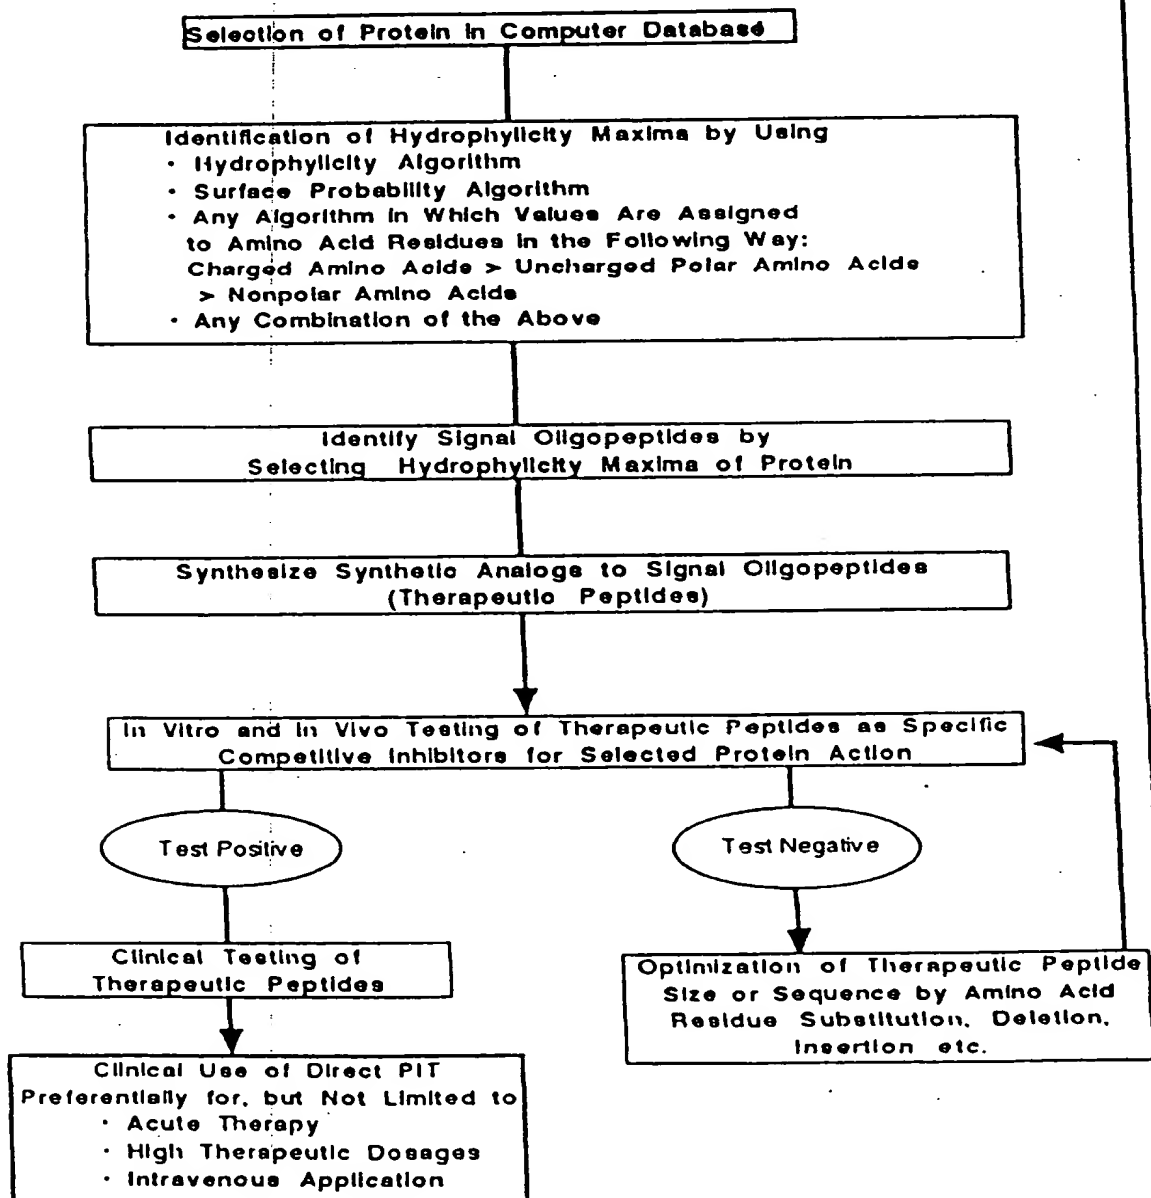 Selection of Protein in Computer Database
Identification of Hydrophylicity Maxima by Using
· Hydrophylicity Algorithm
· Surface Probability Algorithm
· Any Algorithm in Which Values Are Assigned
to Amino Acid Residues in the Following Way:
Charged Amino Acids > Uncharged Polar Amino Acids
> Nonpolar Amino Acids
· Any Combination of the Above
Identify Signal Oligopeptides by
Selecting Hydrophylicity Maxima of Protein
Synthesize Synthetic Analogs to Signal Oligopeptides
(Therapeutic Peptides)
In Vitro and In Vivo Testing of Therapeutic Peptides as Specific
Competitive Inhibitors for Selected Protein Action
Test Positive
Test Negative
Clinical Testing of
Therapeutic Peptides
Optimization of Therapeutic Peptide
Size or Sequence by Amino Acid
Residue Substitution, Deletion,
Insertion etc.
Clinical Use of Direct PIT
Preferentially for, but Not Limited to
· Acute Therapy
· High Therapeutic Dosages
· Intravenous Application